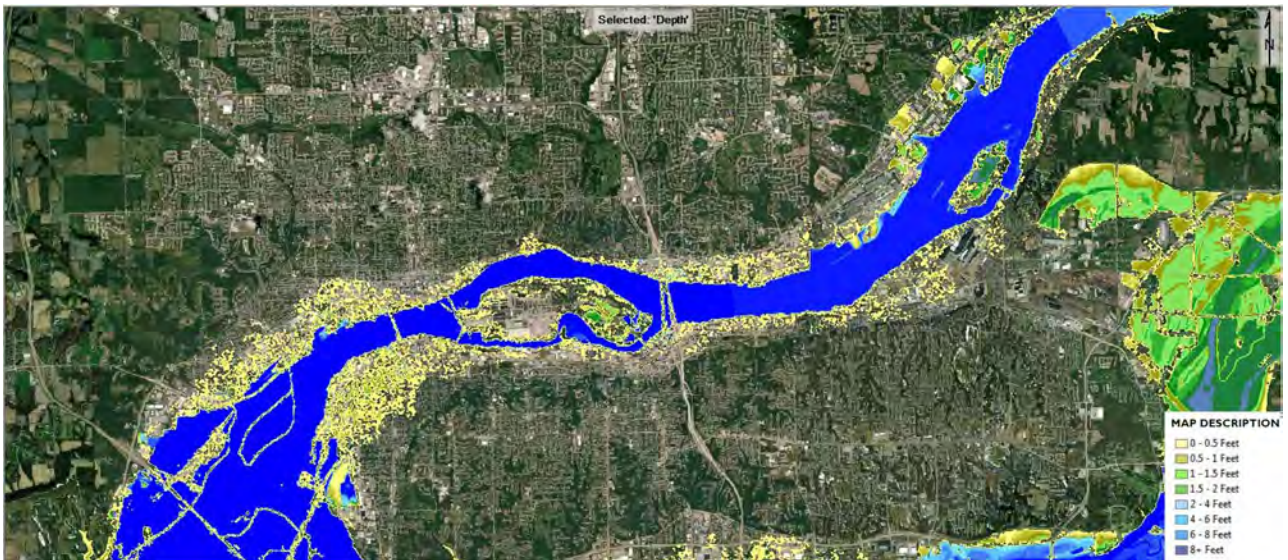 Selected: 'Depth'
N
MAP DESCRIPTION
0 - 0.5 Feet
0.5 - 1 Feet
1 - 1.5 Feet
1.5 - 2 Feet
2 - 4 Feet
4 - 6 Feet
6 - 8 Feet
8+ Feet